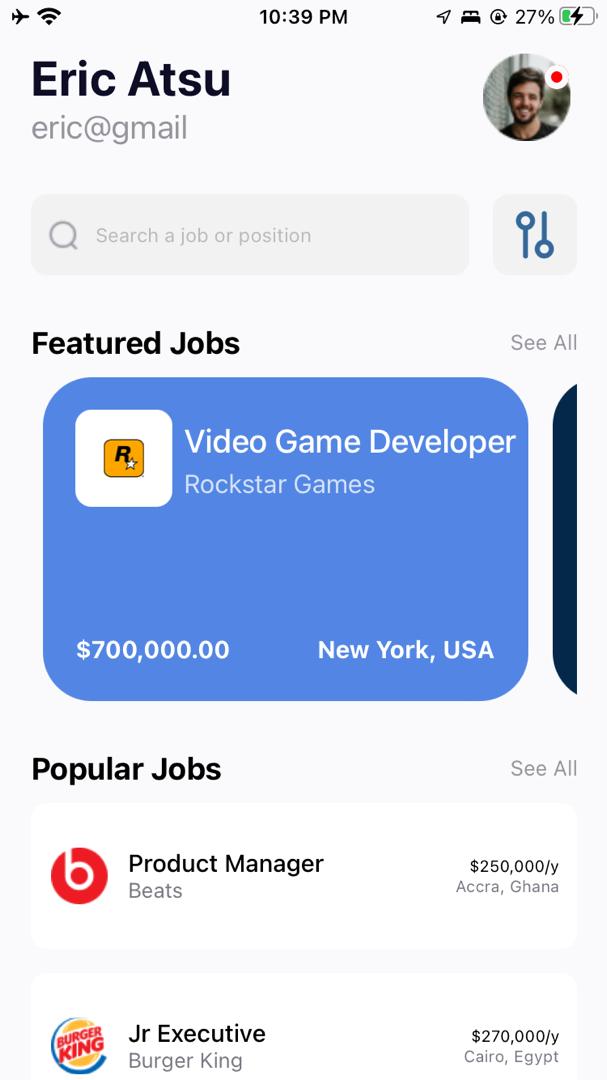 10:39 PM
27%
Eric Atsu
eric@gmail
Search a job or position
Featured Jobs
See All
R
Video Game Developer
Rockstar Games
$700,000.00
New York, USA
Popular Jobs
See All
b
Product Manager
Beats
$250,000/y
Accra, Ghana
BURGER
KING
Jr Executive
Burger King
$270,000/y
Cairo, Egypt